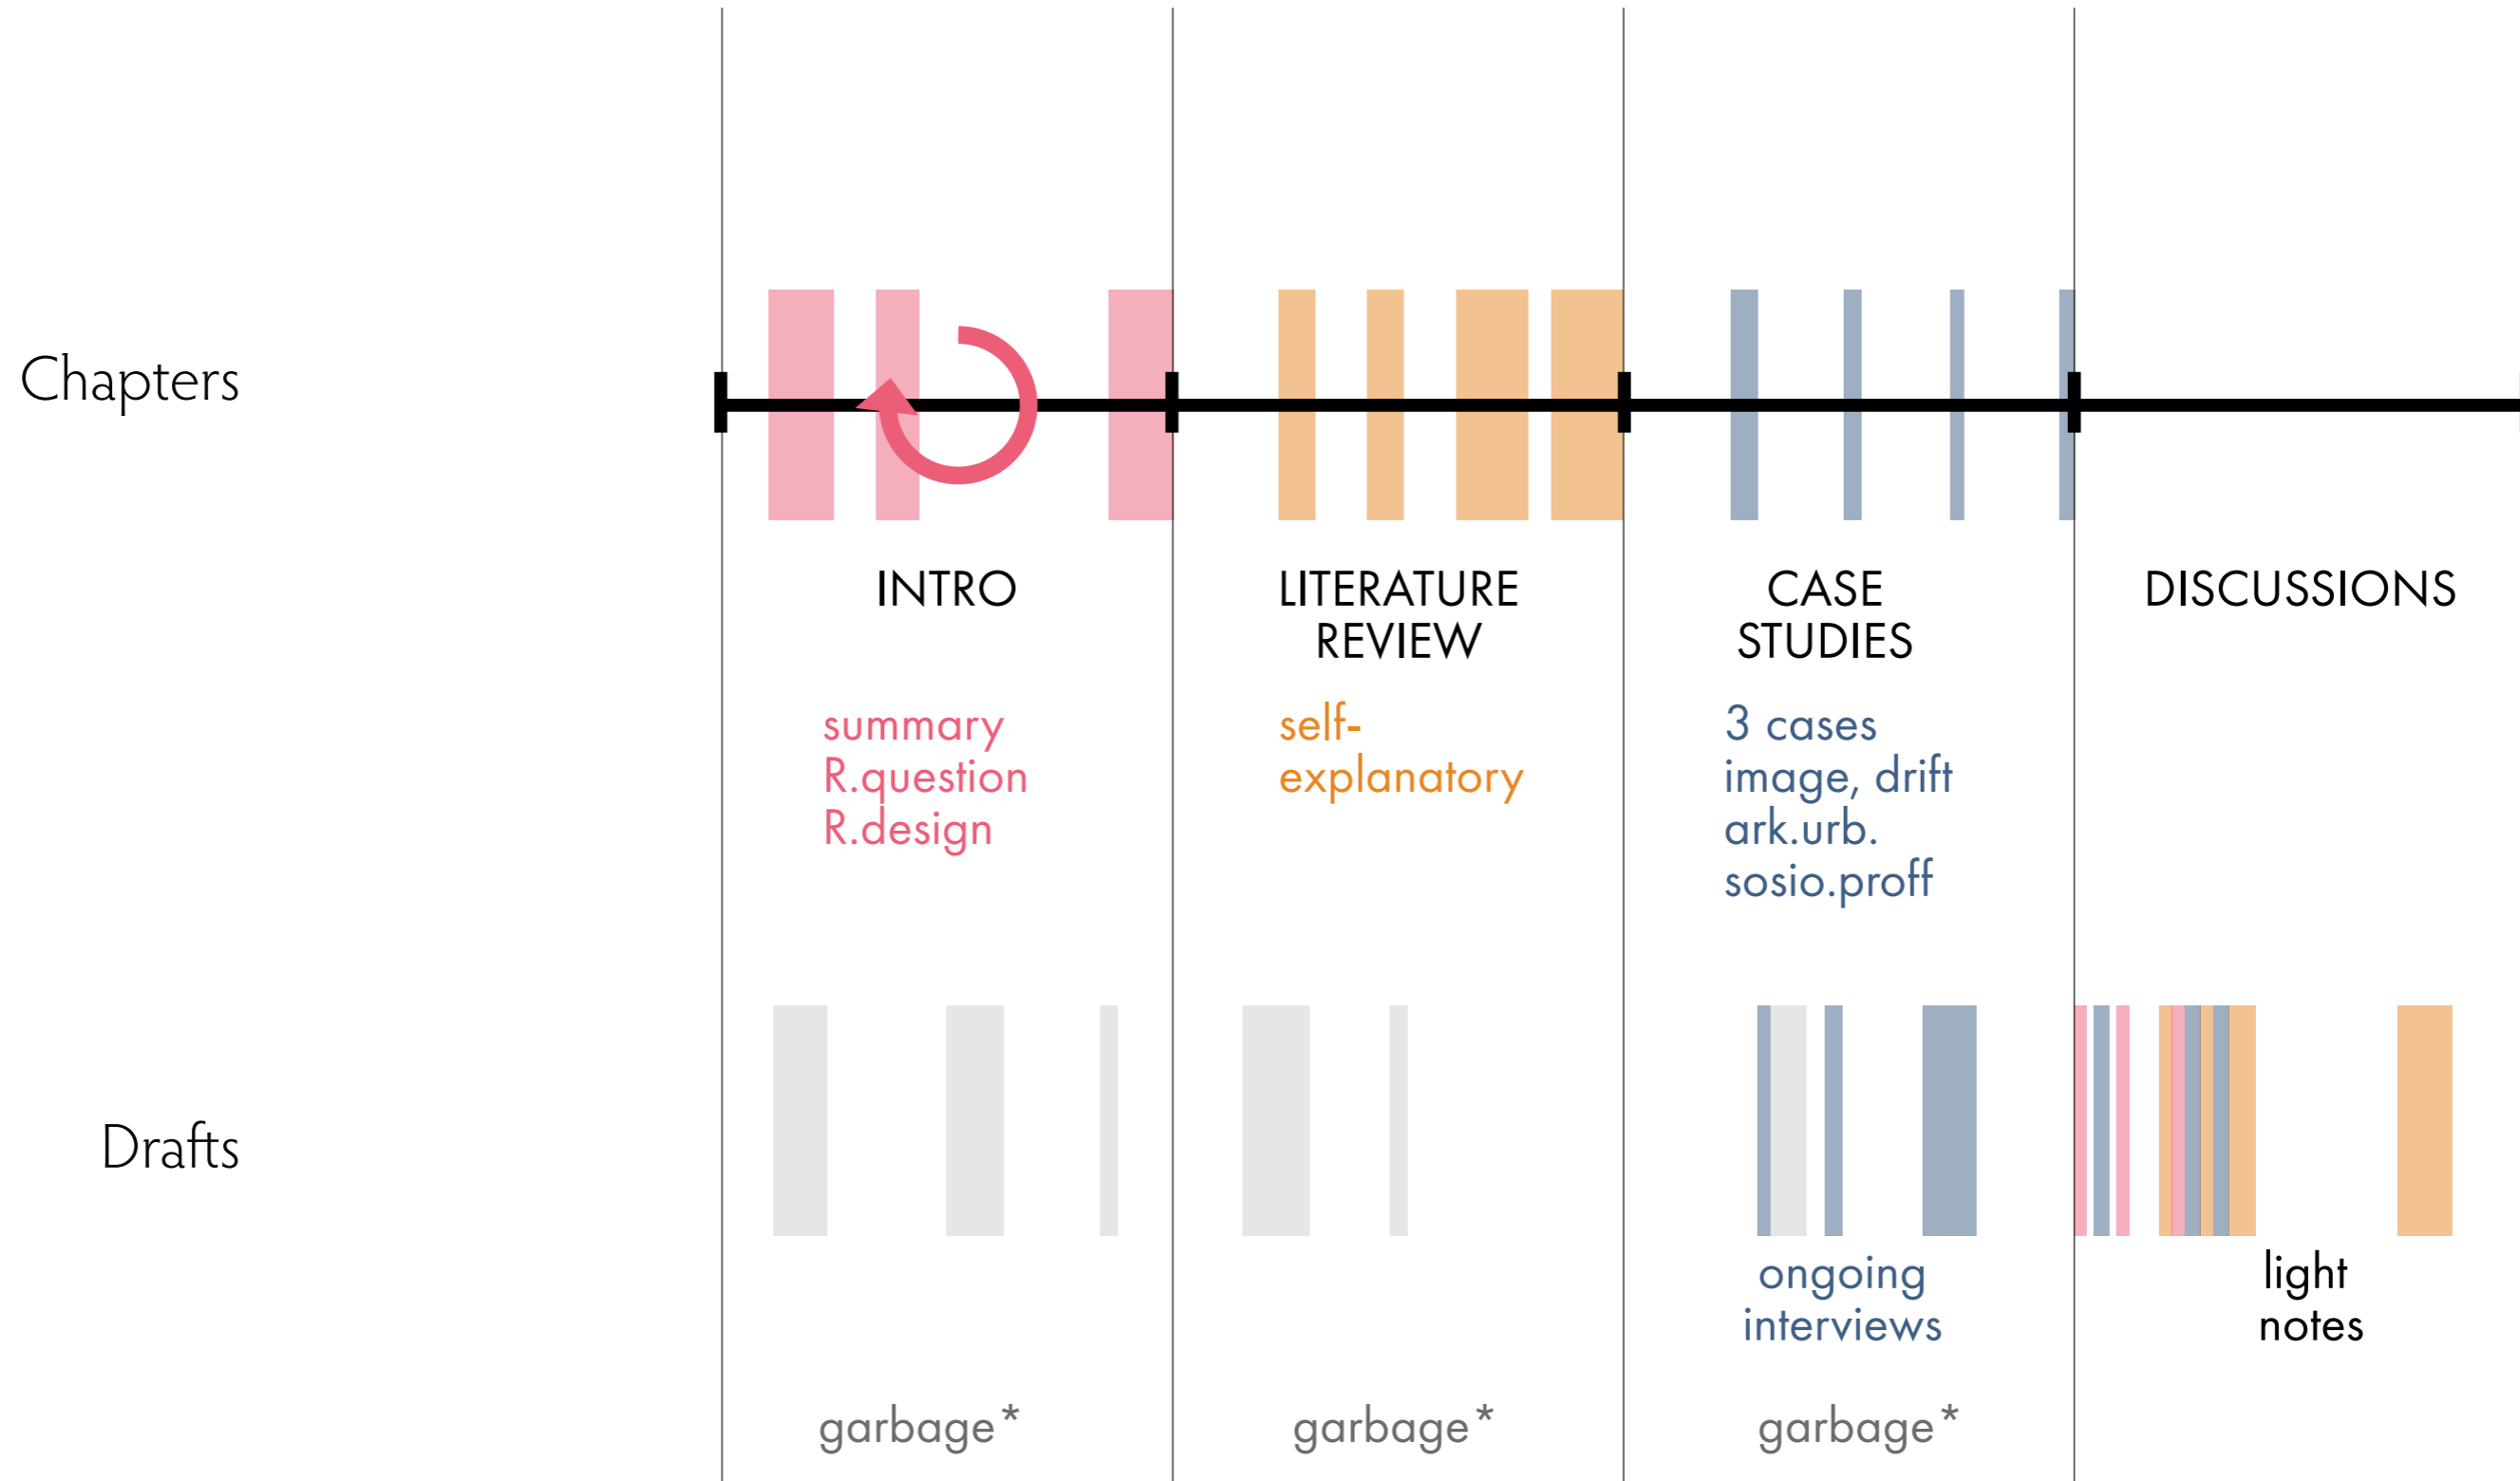 Chapters
INTRO
LITERATURE
REVIEW
CASE
STUDIES
DISCUSSIONS
summary
R.question
R.design
self-
explanatory
3 cases
image, drift
ark.urb.
sosio.proff
Drafts
ongoing
interviews
light
notes
garbage*
garbage*
garbage*